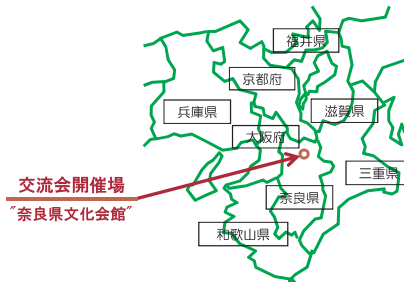 福井県
京都府
兵庫県
滋賀県
大阪府
三重県
交流会開催場
"奈良県文化会館"
奈良県
和歌山県